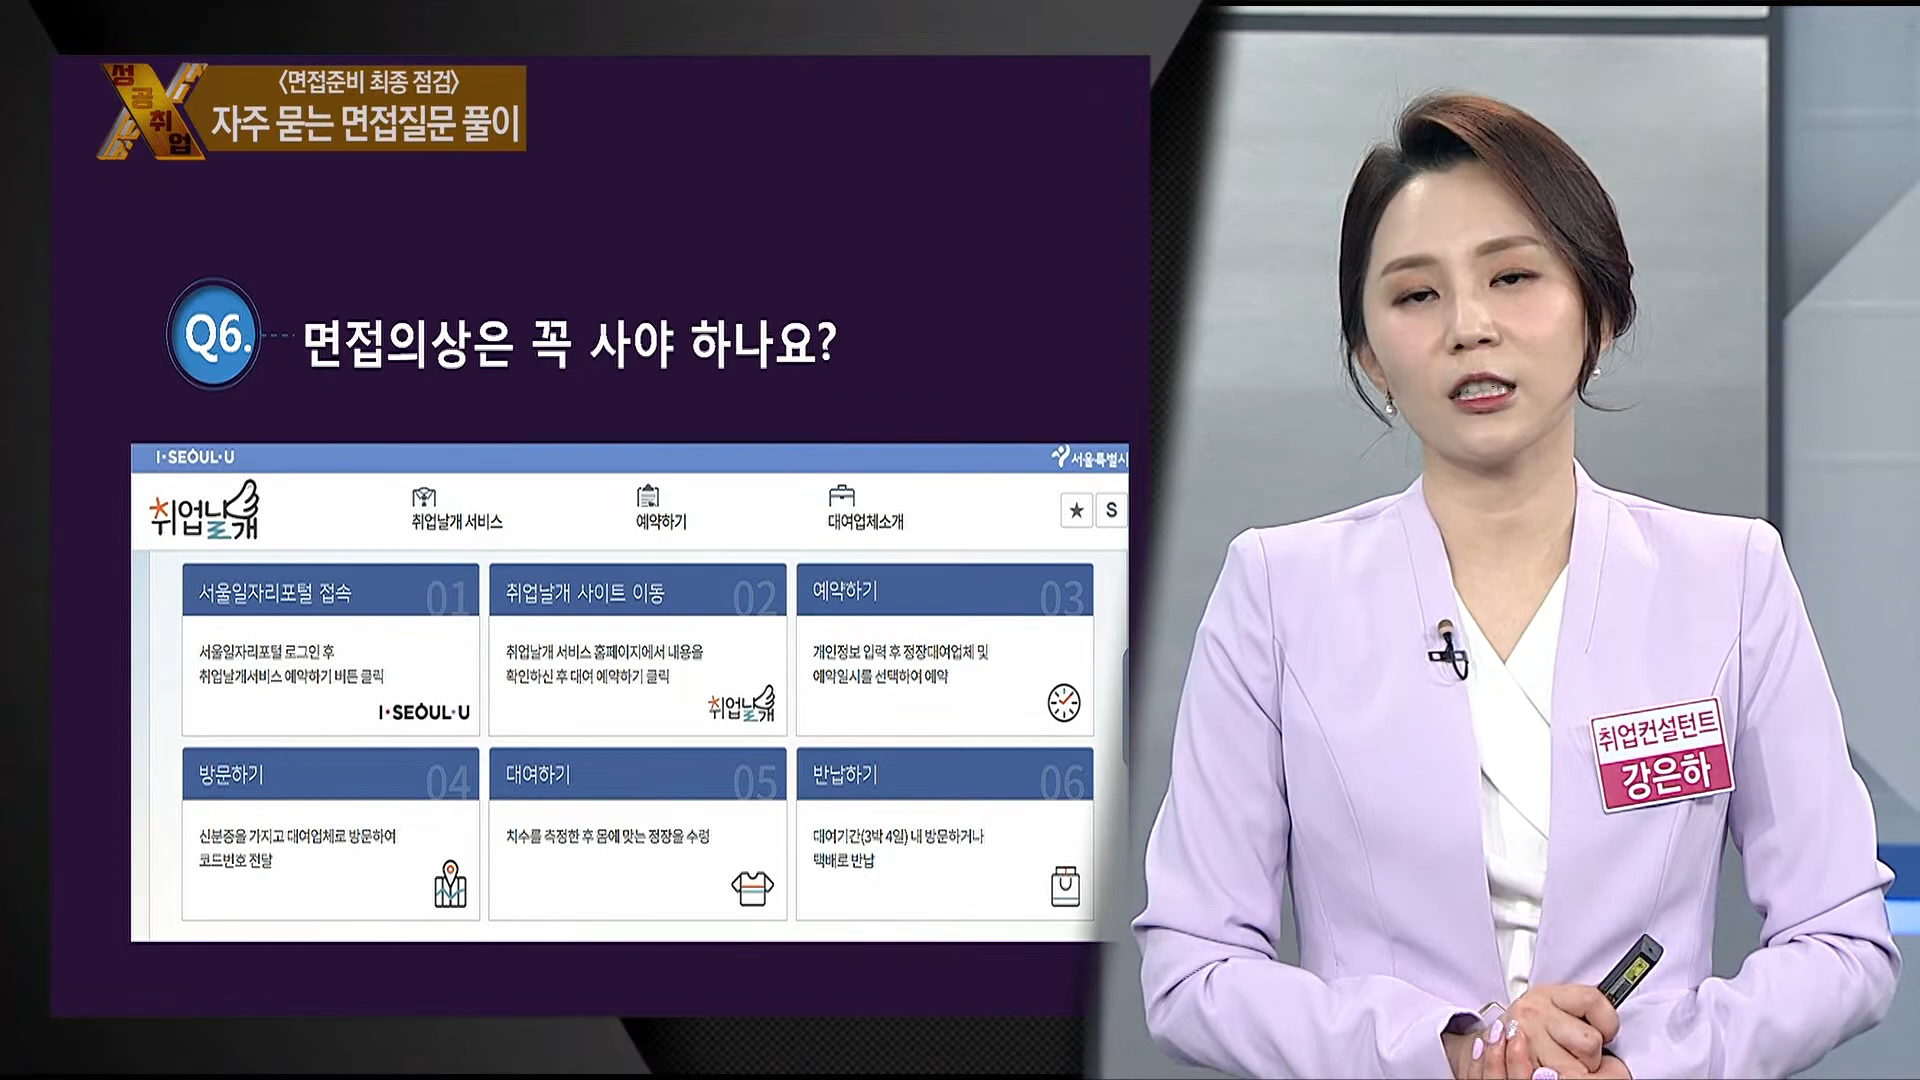 성공취업
<면접준비 최종 점검>
자주 묻는 면접질문 풀이
Q6. 면접의상은 꼭 사야 하나요?
I·SEOUL·U
서울특별시
취업날개
취업날개 서비스
예약하기
대여업체소개
★ S
서울일자리포털 접속 01
서울일자리포털 로그인 후
취업날개서비스 예약하기 버튼 클릭
I·SEOUL·U
취업날개 사이트 이동 02
취업날개 서비스 홈페이지에서 내용을
확인하신 후 대여 예약하기 클릭
취업날개
예약하기 03
개인정보 입력 후 정장대여업체 및
예약일시를 선택하여 예약
방문하기 04
신분증을 가지고 대여업체로 방문하여
코드번호 전달
대여하기 05
치수를 측정한 후 몸에 맞는 정장을 수령
반납하기 06
대여기간(3박 4일) 내 방문하거나
택배로 반납
취업컨설턴트
강은하